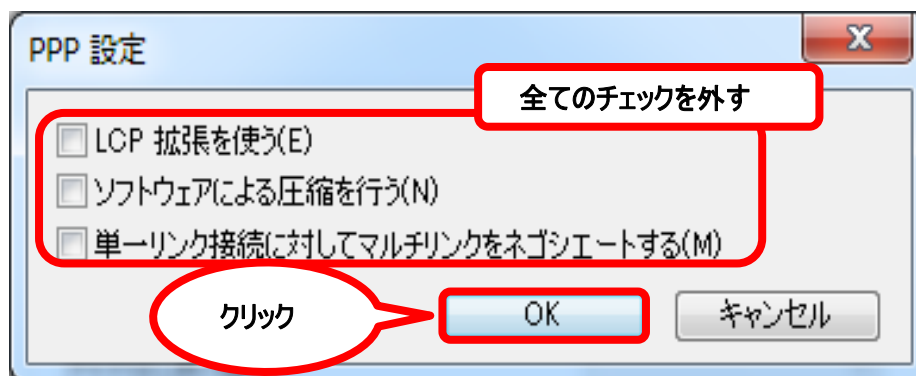 PPP 設定
全てのチェックを外す
LCP 拡張を使う(E)
ソフトウェアによる圧縮を行う(N)
単一リンク接続に対してマルチリンクをネゴシエートする(M)
クリック
OK
キャンセル